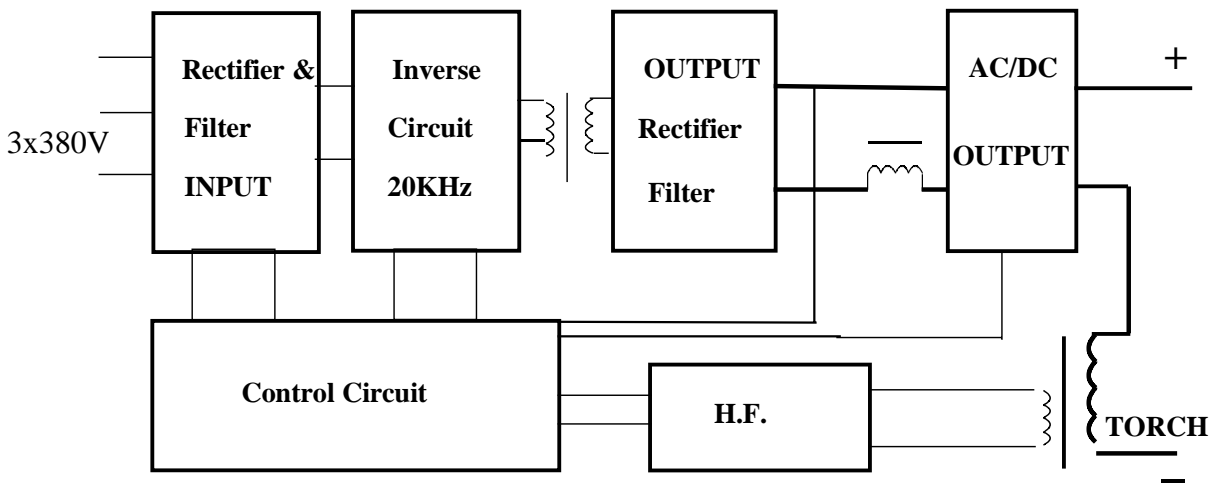 3x380V
Rectifier &
Filter
INPUT
Inverse
Circuit
20KHz
OUTPUT
Rectifier
Filter
AC/DC
OUTPUT
+
Control Circuit
H.F.
TORCH
-